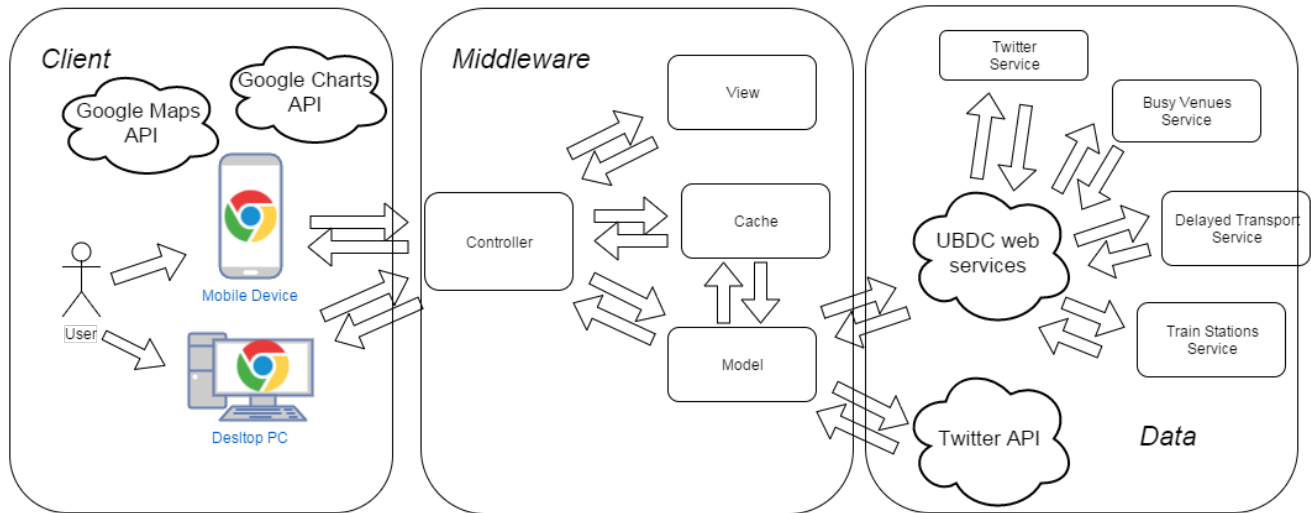 Client
Google Charts
API
Google Maps
API
Mobile Device
User
Desltop PC
Middleware
View
Controller
Cache
Model
Twitter
Service
Busy Venues
Service
UBDC web
services
Delayed Transport
Service
Train Stations
Service
Twitter API
Data